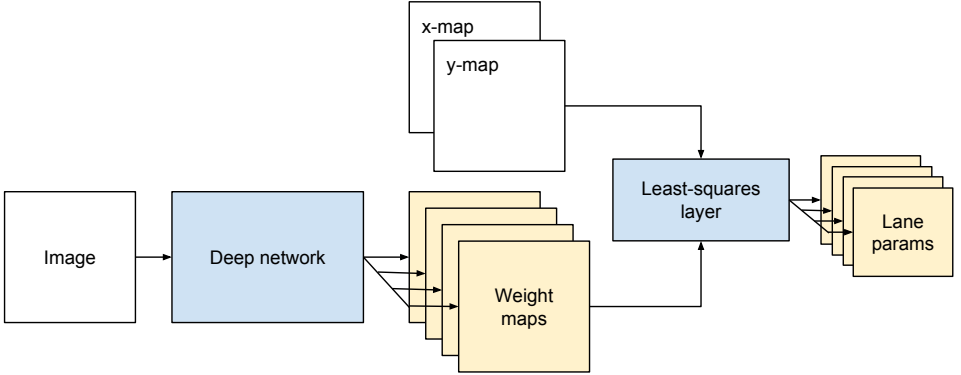 x-map
y-map
Image
Deep network
Weight
maps
Least-squares
layer
Lane
params